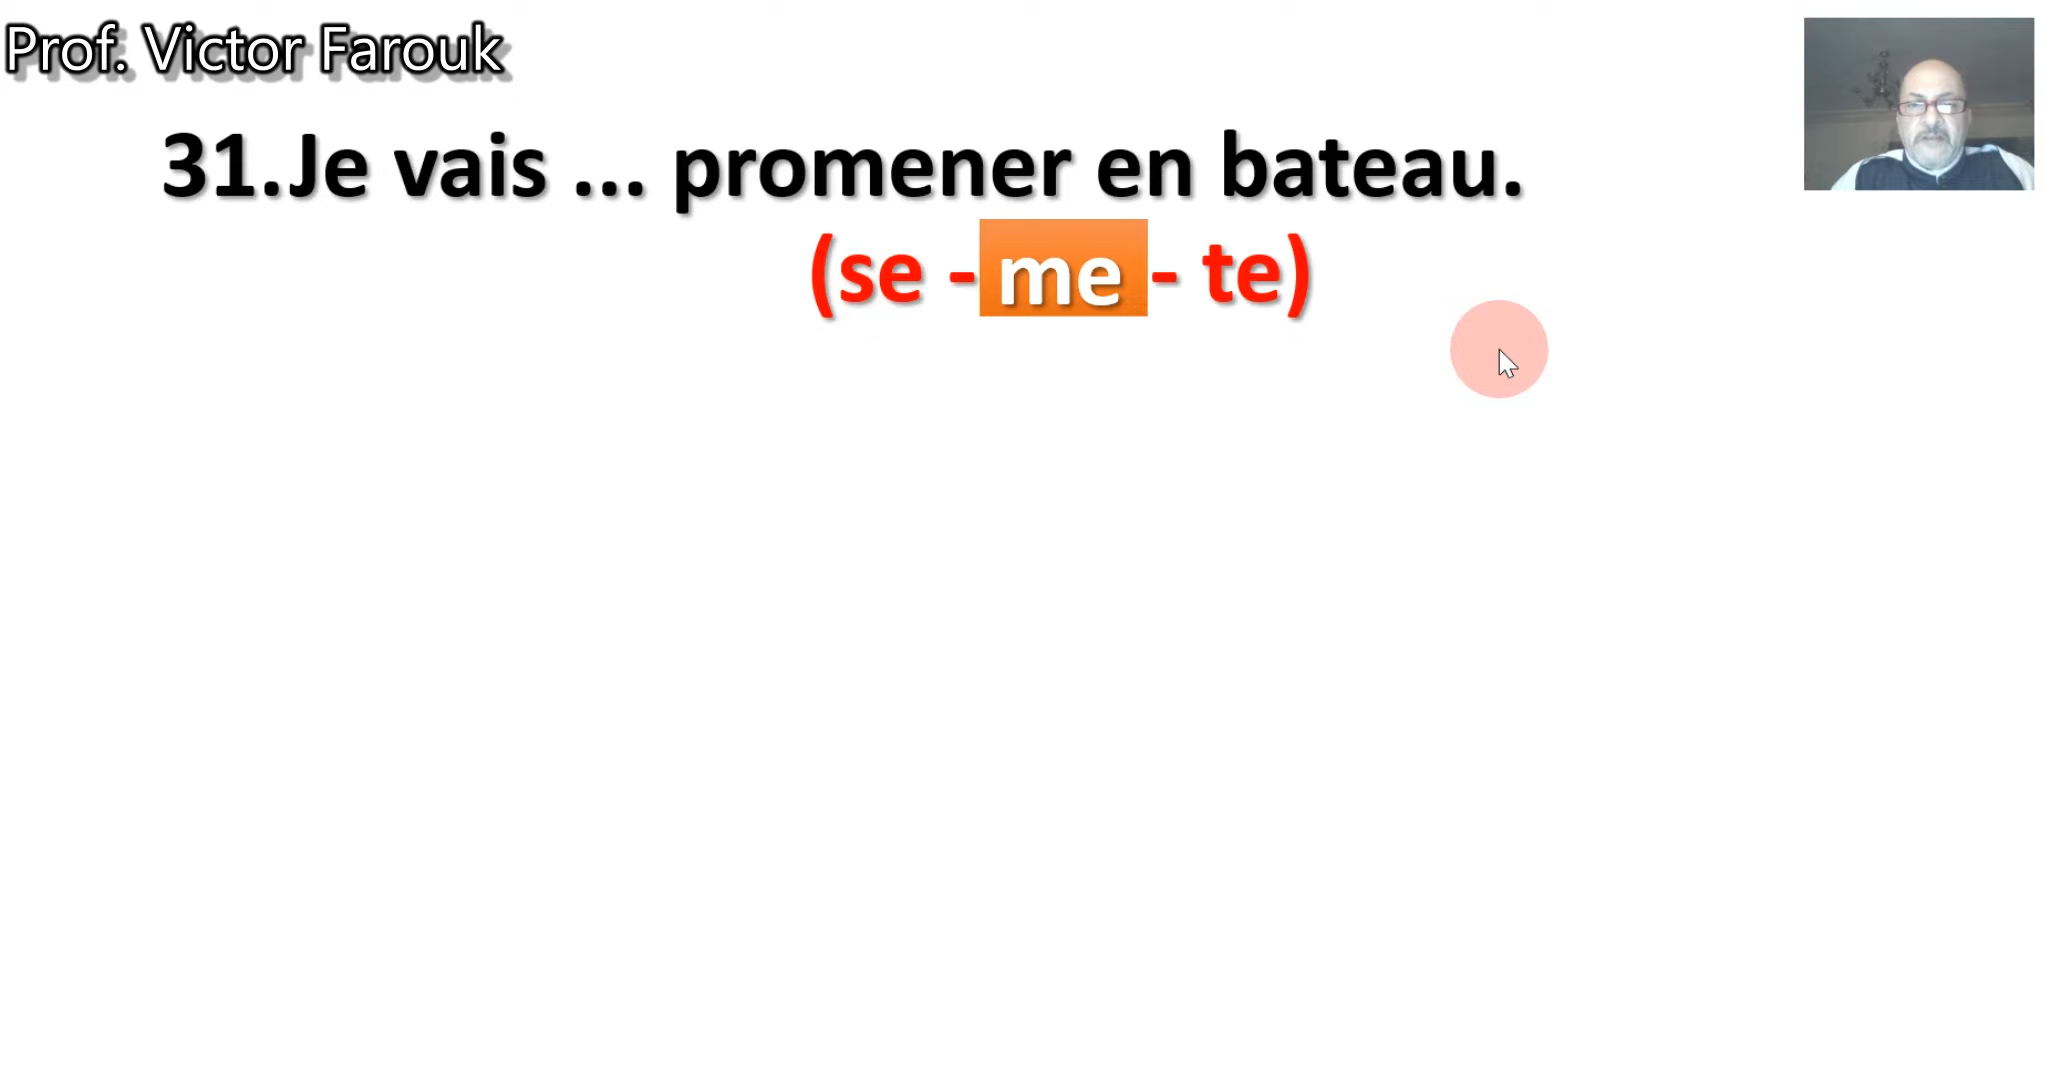 Prof. Victor Farouk
31. Je vais ... promener en bateau.
(se - me - te)